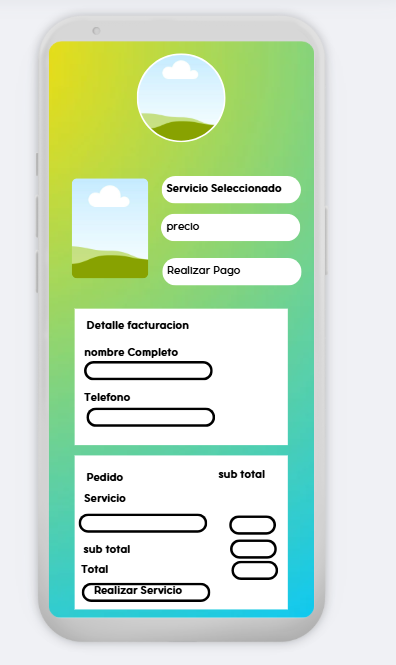 Servicio Seleccionado
precio
Realizar Pago
Detalle facturacion
nombre Completo
Telefono
Pedido
sub total
Servicio
sub total
Total
Realizar Servicio